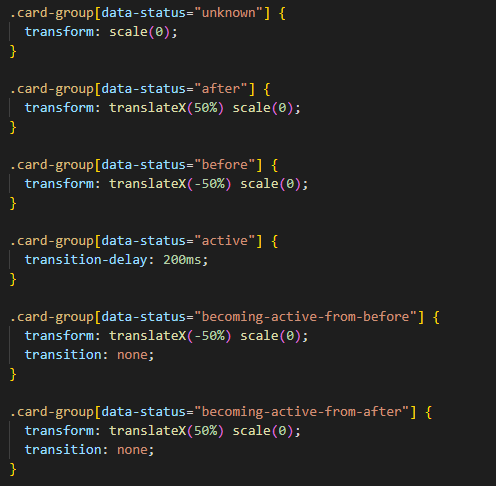 .card-group[data-status="unknown"] {
  transform: scale(0);
}

.card-group[data-status="after"] {
  transform: translateX(50%) scale(0);
}

.card-group[data-status="before"] {
  transform: translateX(-50%) scale(0);
}

.card-group[data-status="active"] {
  transition-delay: 200ms;
}

.card-group[data-status="becoming-active-from-before"] {
  transform: translateX(-50%) scale(0);
  transition: none;
}

.card-group[data-status="becoming-active-from-after"] {
  transform: translateX(50%) scale(0);
  transition: none;
}